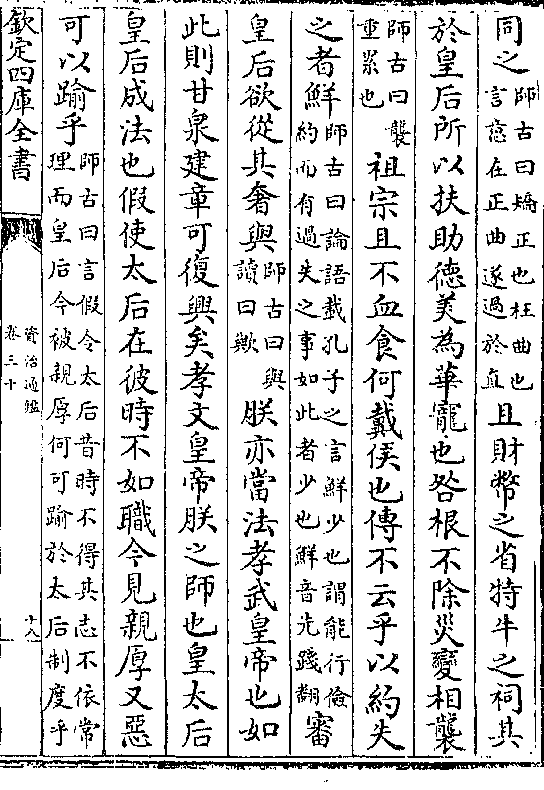 同之師古曰矯正也枉曲也言意在正曲遂過於直且財幣之省特牛之祠其
於皇后所以扶助德美為華寵也咎根不除災變相襲
師古曰襲重累也祖宗且不血食何戴侯也傳不云乎以約失
之者鮮師古曰論語載孔子之言鮮少也謂能行儉約而有過失之事如此者少也鮮音先踐翻審
皇后欲從其奢與師古曰與讀曰歟朕亦當法孝武皇帝也如
此則甘泉建章可復興矣孝文皇帝朕之師也皇太后
皇后成法也假使太后在彼時不如職今見親厚又惡
可以踰乎師古曰言假令太后昔時不得其志不依常理而皇后今被親厚何可踰於太后制度乎
欽定四庫全書
資治通鑑
卷三十
十八